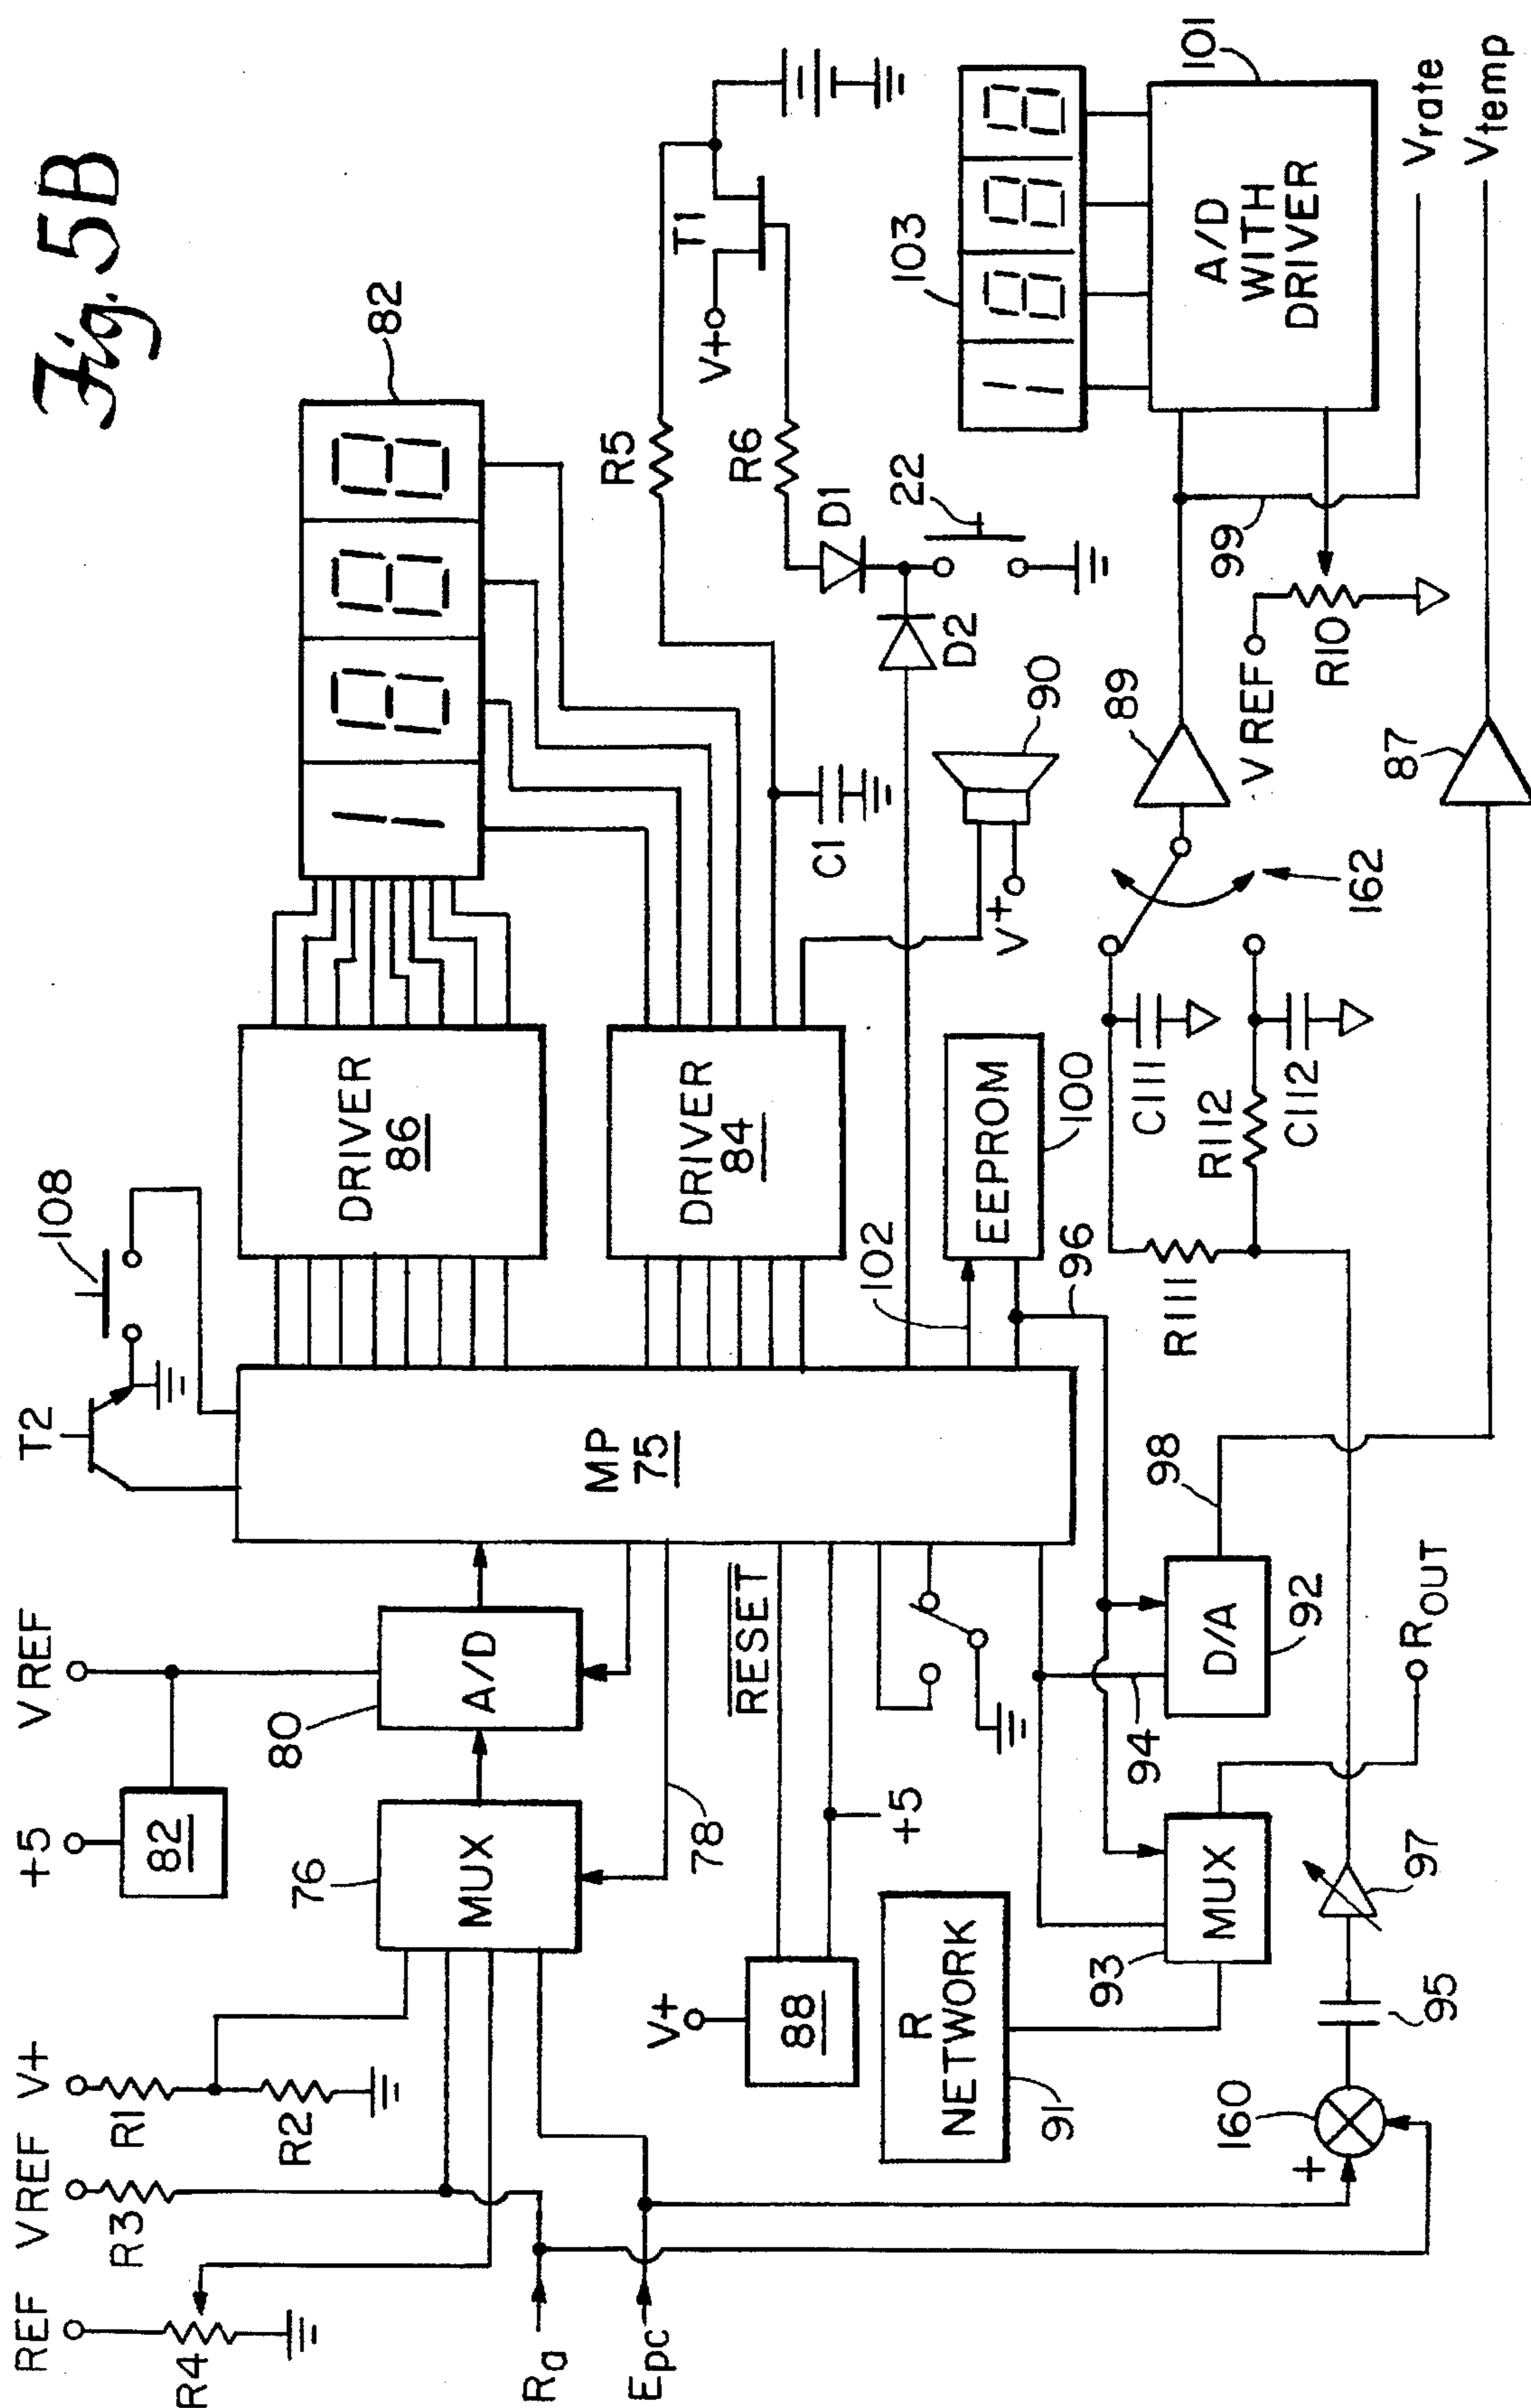 Fig. 5B
REF
VREF
V+
+5
VREF
T2
108
R4
R3
R1
R2
82
76
80
MUX
A/D
78
MP
75
DRIVER
86
DRIVER
84
82
R5
R6
T1
V+
D1
D2
22
C1
90
V+
Ra
Epc
V+
88
RESET
+5
R
NETWORK
91
93
MUX
94
D/A
92
98
96
102
EEPROM
100
ROUT
160
+
95
97
R111
R112
C111
C112
162
89
87
VREF
R10
99
103
A/D
WITH
DRIVER
101
Vrate
Vtemp